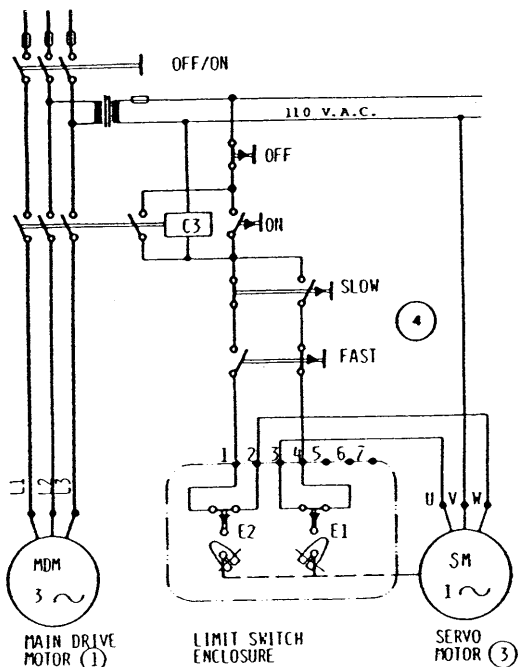 OFF/ON
110 V.A.C.
OFF
C3
ON
SLOW
4
FAST
1 2 3 4 5 6 7
L1 L2 L3
U V W
E2 E1
MDM
3
SM
1
MAIN DRIVE
MOTOR (1)
LIMIT SWITCH
ENCLOSURE
SERVO
MOTOR (3)